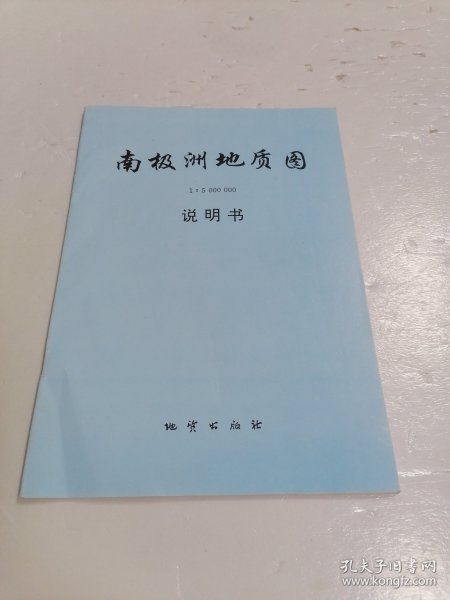 南极洲地质图
1:5 000 000
说明书
地质出版社
孔夫子旧书网
www.kongfz.com